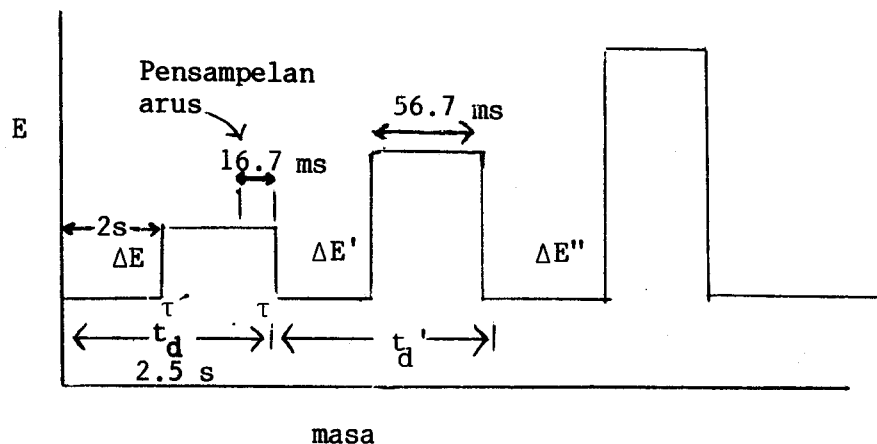 Pensampelan
arus
E
56.7 ms
16.7 ms
2s
ΔE
ΔE'
ΔE"
τ´
τ
t_d
t_d'
2.5 s
masa